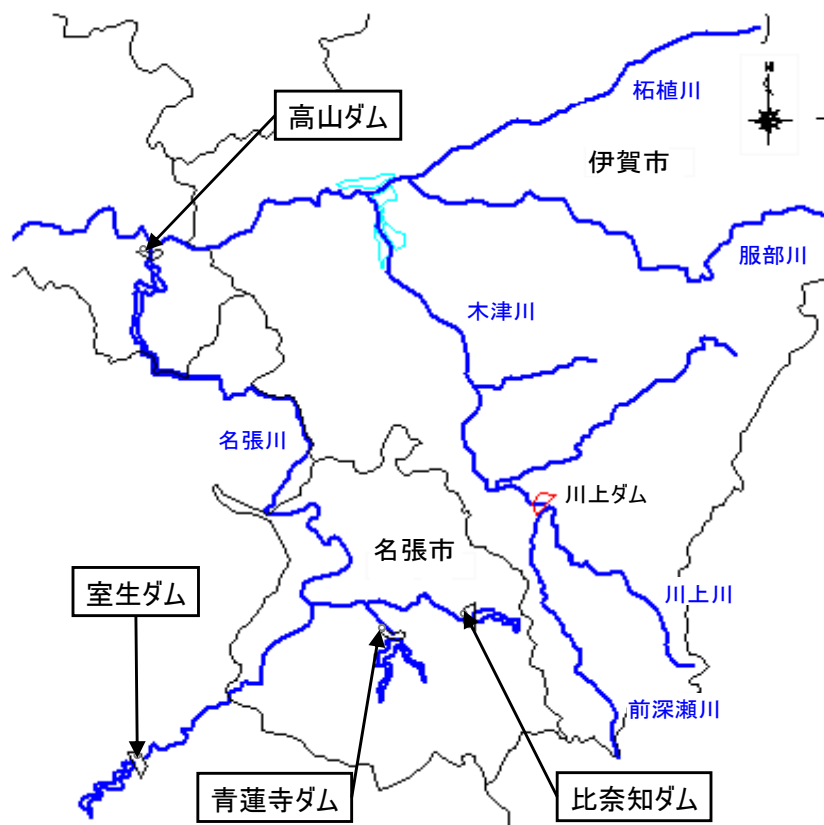 柘植川
高山ダム
伊賀市
N
服部川
木津川
名張川
川上ダム
名張市
室生ダム
川上川
前深瀬川
青蓮寺ダム
比奈知ダム